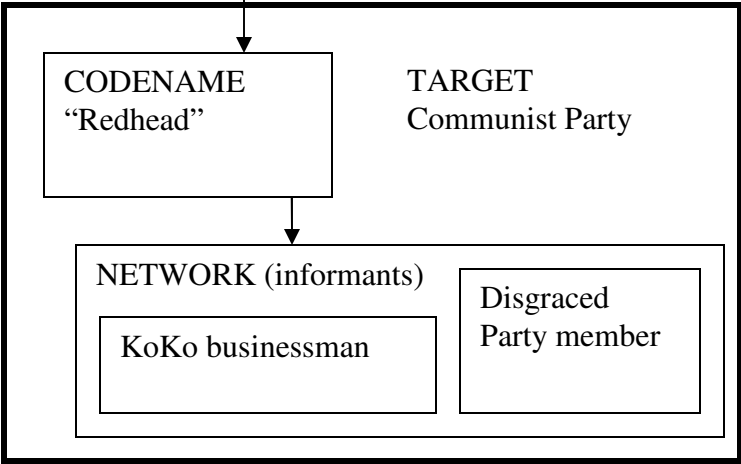 CODENAME
“Redhead”
TARGET
Communist Party
NETWORK (informants)
KoKo businessman
Disgraced
Party member